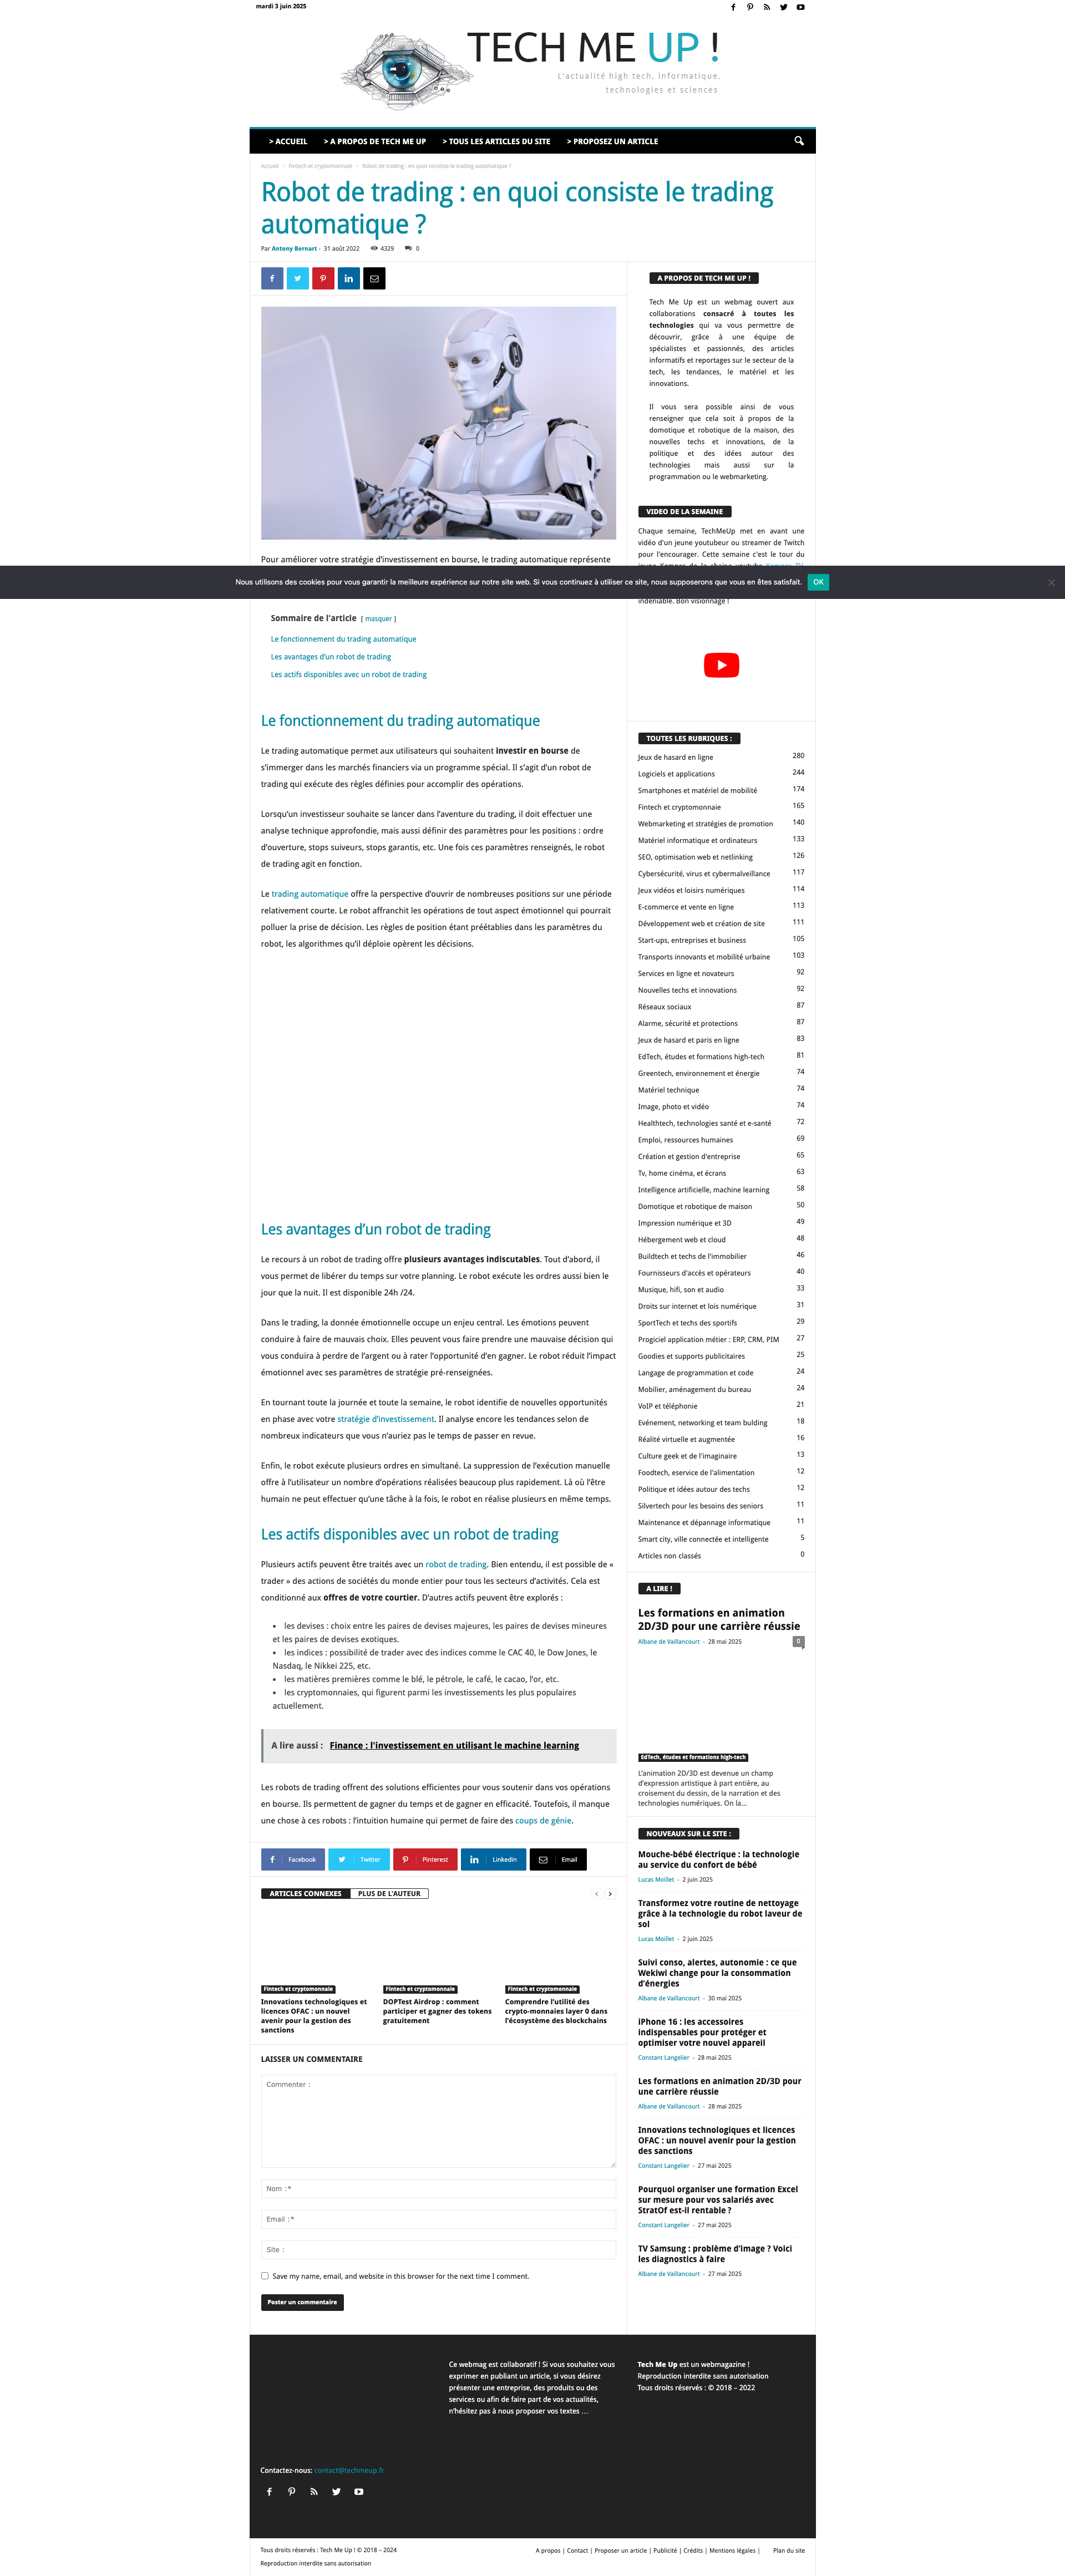 mardi 3 juin 2025
TECH ME UP !
L'actualité high tech, informatique,
technologies et sciences
> ACCUEIL > A PROPOS DE TECH ME UP > TOUS LES ARTICLES DU SITE > PROPOSEZ UN ARTICLE
Accueil › Fintech et cryptomonnaie › Robot de trading : en quoi consiste le trading automatique ?
Robot de trading : en quoi consiste le trading
automatique ?
Par Antony Bernart - 31 août 2022 4329 0
Pour améliorer votre stratégie d’investissement en bourse, le trading automatique représente
Sommaire de l'article [ masquer ]
Le fonctionnement du trading automatique
Les avantages d’un robot de trading
Les actifs disponibles avec un robot de trading
Le fonctionnement du trading automatique
Le trading automatique permet aux utilisateurs qui souhaitent investir en bourse de
s’immerger dans les marchés financiers via un programme spécial. Il s’agit d’un robot de
trading qui exécute des règles définies pour accomplir des opérations.
Lorsqu’un investisseur souhaite se lancer dans l’aventure du trading, il doit effectuer une
analyse technique approfondie, mais aussi définir des paramètres pour les positions : ordre
d’ouverture, stops suiveurs, stops garantis, etc. Une fois ces paramètres renseignés, le robot
de trading agit en fonction.
Le trading automatique offre la perspective d’ouvrir de nombreuses positions sur une période
relativement courte. Le robot affranchit les opérations de tout aspect émotionnel qui pourrait
polluer la prise de décision. Les règles de position étant préétablies dans les paramètres du
robot, les algorithmes qu’il déploie opèrent les décisions.
Les avantages d’un robot de trading
Le recours à un robot de trading offre plusieurs avantages indiscutables. Tout d’abord, il
vous permet de libérer du temps sur votre planning. Le robot exécute les ordres aussi bien le
jour que la nuit. Il est disponible 24h /24.
Dans le trading, la donnée émotionnelle occupe un enjeu central. Les émotions peuvent
conduire à faire de mauvais choix. Elles peuvent vous faire prendre une mauvaise décision qui
vous conduira à perdre de l’argent ou à rater l’opportunité d’en gagner. Le robot réduit l’impact
émotionnel avec ses paramètres de stratégie pré-renseignées.
En tournant toute la journée et toute la semaine, le robot identifie de nouvelles opportunités
en phase avec votre stratégie d’investissement. Il analyse encore les tendances selon de
nombreux indicateurs que vous n’auriez pas le temps de passer en revue.
Enfin, le robot exécute plusieurs ordres en simultané. La suppression de l’exécution manuelle
offre à l’utilisateur un nombre d’opérations réalisées beaucoup plus rapidement. Là où l’être
humain ne peut effectuer qu’une tâche à la fois, le robot en réalise plusieurs en même temps.
Les actifs disponibles avec un robot de trading
Plusieurs actifs peuvent être traités avec un robot de trading. Bien entendu, il est possible de «
trader » des actions de sociétés du monde entier pour tous les secteurs d’activités. Cela est
conditionné aux offres de votre courtier. D’autres actifs peuvent être explorés :
• les devises : choix entre les paires de devises majeures, les paires de devises mineures
et les paires de devises exotiques.
• les indices : possibilité de trader avec des indices comme le CAC 40, le Dow Jones, le
Nasdaq, le Nikkei 225, etc.
• les matières premières comme le blé, le pétrole, le café, le cacao, l’or, etc.
• les cryptomonnaies, qui figurent parmi les investissements les plus populaires
actuellement.
A lire aussi : Finance : l'investissement en utilisant le machine learning
Les robots de trading offrent des solutions efficientes pour vous soutenir dans vos opérations
en bourse. Ils permettent de gagner du temps et de gagner en efficacité. Toutefois, il manque
une chose à ces robots : l’intuition humaine qui permet de faire des coups de génie.
Facebook Twitter Pinterest Linkedin Email
ARTICLES CONNEXES PLUS DE L'AUTEUR
Fintech et cryptomonnaie
Innovations technologiques et
licences OFAC : un nouvel
avenir pour la gestion des
sanctions
Fintech et cryptomonnaie
DOPTest Airdrop : comment
participer et gagner des tokens
gratuitement
Fintech et cryptomonnaie
Comprendre l’utilité des
crypto-monnaies layer 0 dans
l’écosystème des blockchains
LAISSER UN COMMENTAIRE
Commenter :
Nom :*
Email :*
Site :
Save my name, email, and website in this browser for the next time I comment.
Poster un commentaire
A PROPOS DE TECH ME UP !
Tech Me Up est un webmag ouvert aux
collaborations consacré à toutes les
technologies qui va vous permettre de
découvrir, grâce à une équipe de
spécialistes et passionnés, des articles
informatifs et reportages sur le secteur de la
tech, les tendances, le matériel et les
innovations.
Il vous sera possible ainsi de vous
renseigner que cela soit à propos de la
domotique et robotique de la maison, des
nouvelles techs et innovations, de la
politique et des idées autour des
technologies mais aussi sur la
programmation ou le webmarketing.
VIDEO DE LA SEMAINE
Chaque semaine, TechMeUp met en avant une
vidéo d'un jeune youtubeur ou streamer de Twitch
pour l'encourager. Cette semaine c'est le tour du
Nous utilisons des cookies pour vous garantir la meilleure expérience sur notre site web. Si vous continuez à utiliser ce site, nous supposerons que vous en êtes satisfait. OK
indéniable. Bon visionnage !
TOUTES LES RUBRIQUES :
Jeux de hasard en ligne 280
Logiciels et applications 244
Smartphones et matériel de mobilité 174
Fintech et cryptomonnaie 165
Webmarketing et stratégies de promotion 140
Matériel informatique et ordinateurs 133
SEO, optimisation web et netlinking 126
Cybersécurité, virus et cybermalveillance 117
Jeux vidéos et loisirs numériques 114
E-commerce et vente en ligne 113
Développement web et création de site 111
Start-ups, entreprises et business 105
Transports innovants et mobilité urbaine 103
Services en ligne et novateurs 92
Nouvelles techs et innovations 92
Réseaux sociaux 87
Alarme, sécurité et protections 87
Jeux de hasard et paris en ligne 83
EdTech, études et formations high-tech 81
Greentech, environnement et énergie 74
Matériel technique 74
Image, photo et vidéo 74
Healthtech, technologies santé et e-santé 72
Emploi, ressources humaines 69
Création et gestion d'entreprise 65
Tv, home cinéma, et écrans 63
Intelligence artificielle, machine learning 58
Domotique et robotique de maison 50
Impression numérique et 3D 49
Hébergement web et cloud 48
Buildtech et techs de l'immobilier 46
Fournisseurs d'accès et opérateurs 40
Musique, hifi, son et audio 33
Droits sur internet et lois numérique 31
SportTech et techs des sportifs 29
Progiciel application métier : ERP, CRM, PIM 27
Goodies et supports publicitaires 25
Langage de programmation et code 24
Mobilier, aménagement du bureau 24
VoIP et téléphonie 21
Evénement, networking et team bulding 18
Réalité virtuelle et augmentée 16
Culture geek et de l'imaginaire 13
Foodtech, eservice de l'alimentation 12
Politique et idées autour des techs 12
Silvertech pour les besoins des seniors 11
Maintenance et dépannage informatique 11
Smart city, ville connectée et intelligente 5
Articles non classés 0
A LIRE !
Les formations en animation
2D/3D pour une carrière réussie
Albane de Vaillancourt - 28 mai 2025 0
EdTech, études et formations high-tech
L’animation 2D/3D est devenue un champ
d’expression artistique à part entière, au
croisement du dessin, de la narration et des
technologies numériques. On la...
NOUVEAUX SUR LE SITE :
Mouche-bébé électrique : la technologie
au service du confort de bébé
Lucas Moillet - 2 juin 2025
Transformez votre routine de nettoyage
grâce à la technologie du robot laveur de
sol
Lucas Moillet - 2 juin 2025
Suivi conso, alertes, autonomie : ce que
Wekiwi change pour la consommation
d’énergies
Albane de Vaillancourt - 30 mai 2025
iPhone 16 : les accessoires
indispensables pour protéger et
optimiser votre nouvel appareil
Constant Langelier - 28 mai 2025
Les formations en animation 2D/3D pour
une carrière réussie
Albane de Vaillancourt - 28 mai 2025
Innovations technologiques et licences
OFAC : un nouvel avenir pour la gestion
des sanctions
Constant Langelier - 27 mai 2025
Pourquoi organiser une formation Excel
sur mesure pour vos salariés avec
StratOf est-il rentable ?
Constant Langelier - 27 mai 2025
TV Samsung : problème d’image ? Voici
les diagnostics à faire
Albane de Vaillancourt - 27 mai 2025
Contactez-nous: contact@techmeup.fr
Ce webmag est collaboratif ! Si vous souhaitez vous
exprimer en publiant un article, si vous désirez
présenter une entreprise, des produits ou des
services ou afin de faire part de vos actualités,
n’hésitez pas à nous proposer vos textes …
Tech Me Up est un webmagazine !
Reproduction interdite sans autorisation
Tous droits réservés : © 2018 – 2022
Tous droits réservés : Tech Me Up ! © 2018 – 2024
Reproduction interdite sans autorisation
A propos | Contact | Proposer un article | Publicité | Crédits | Mentions légales | Plan du site